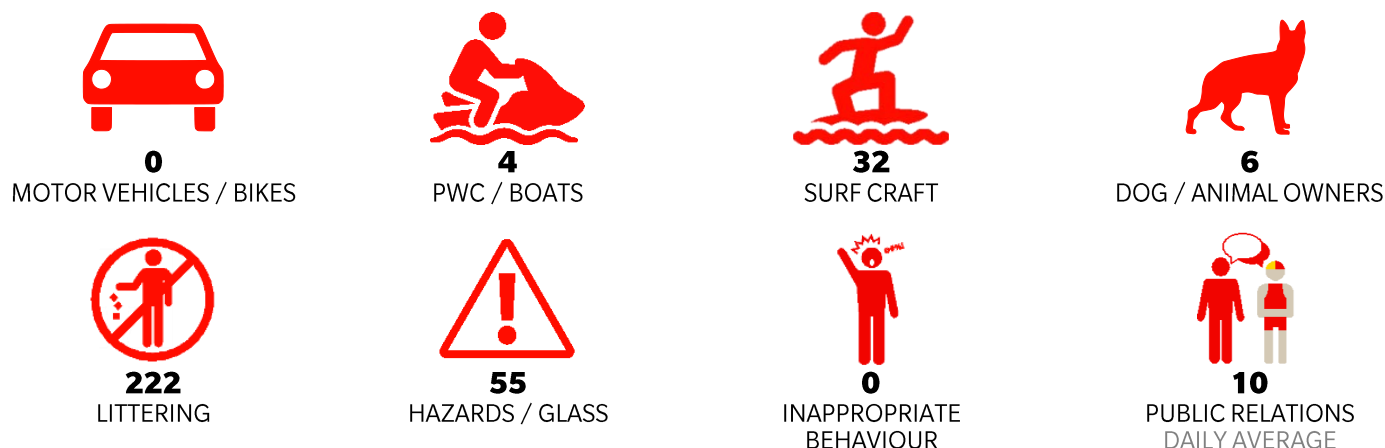 0
MOTOR VEHICLES / BIKES
4
PWC / BOATS
32
SURF CRAFT
6
DOG / ANIMAL OWNERS
222
LITTERING
55
HAZARDS / GLASS
0
INAPPROPRIATE
BEHAVIOUR
10
PUBLIC RELATIONS
DAILY AVERAGE